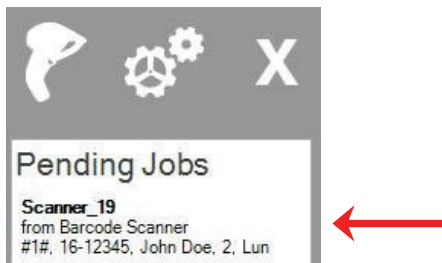 X
Pending Jobs
Scanner_19
from Barcode Scanner
#1#, 16-12345, John Doe, 2, Lun